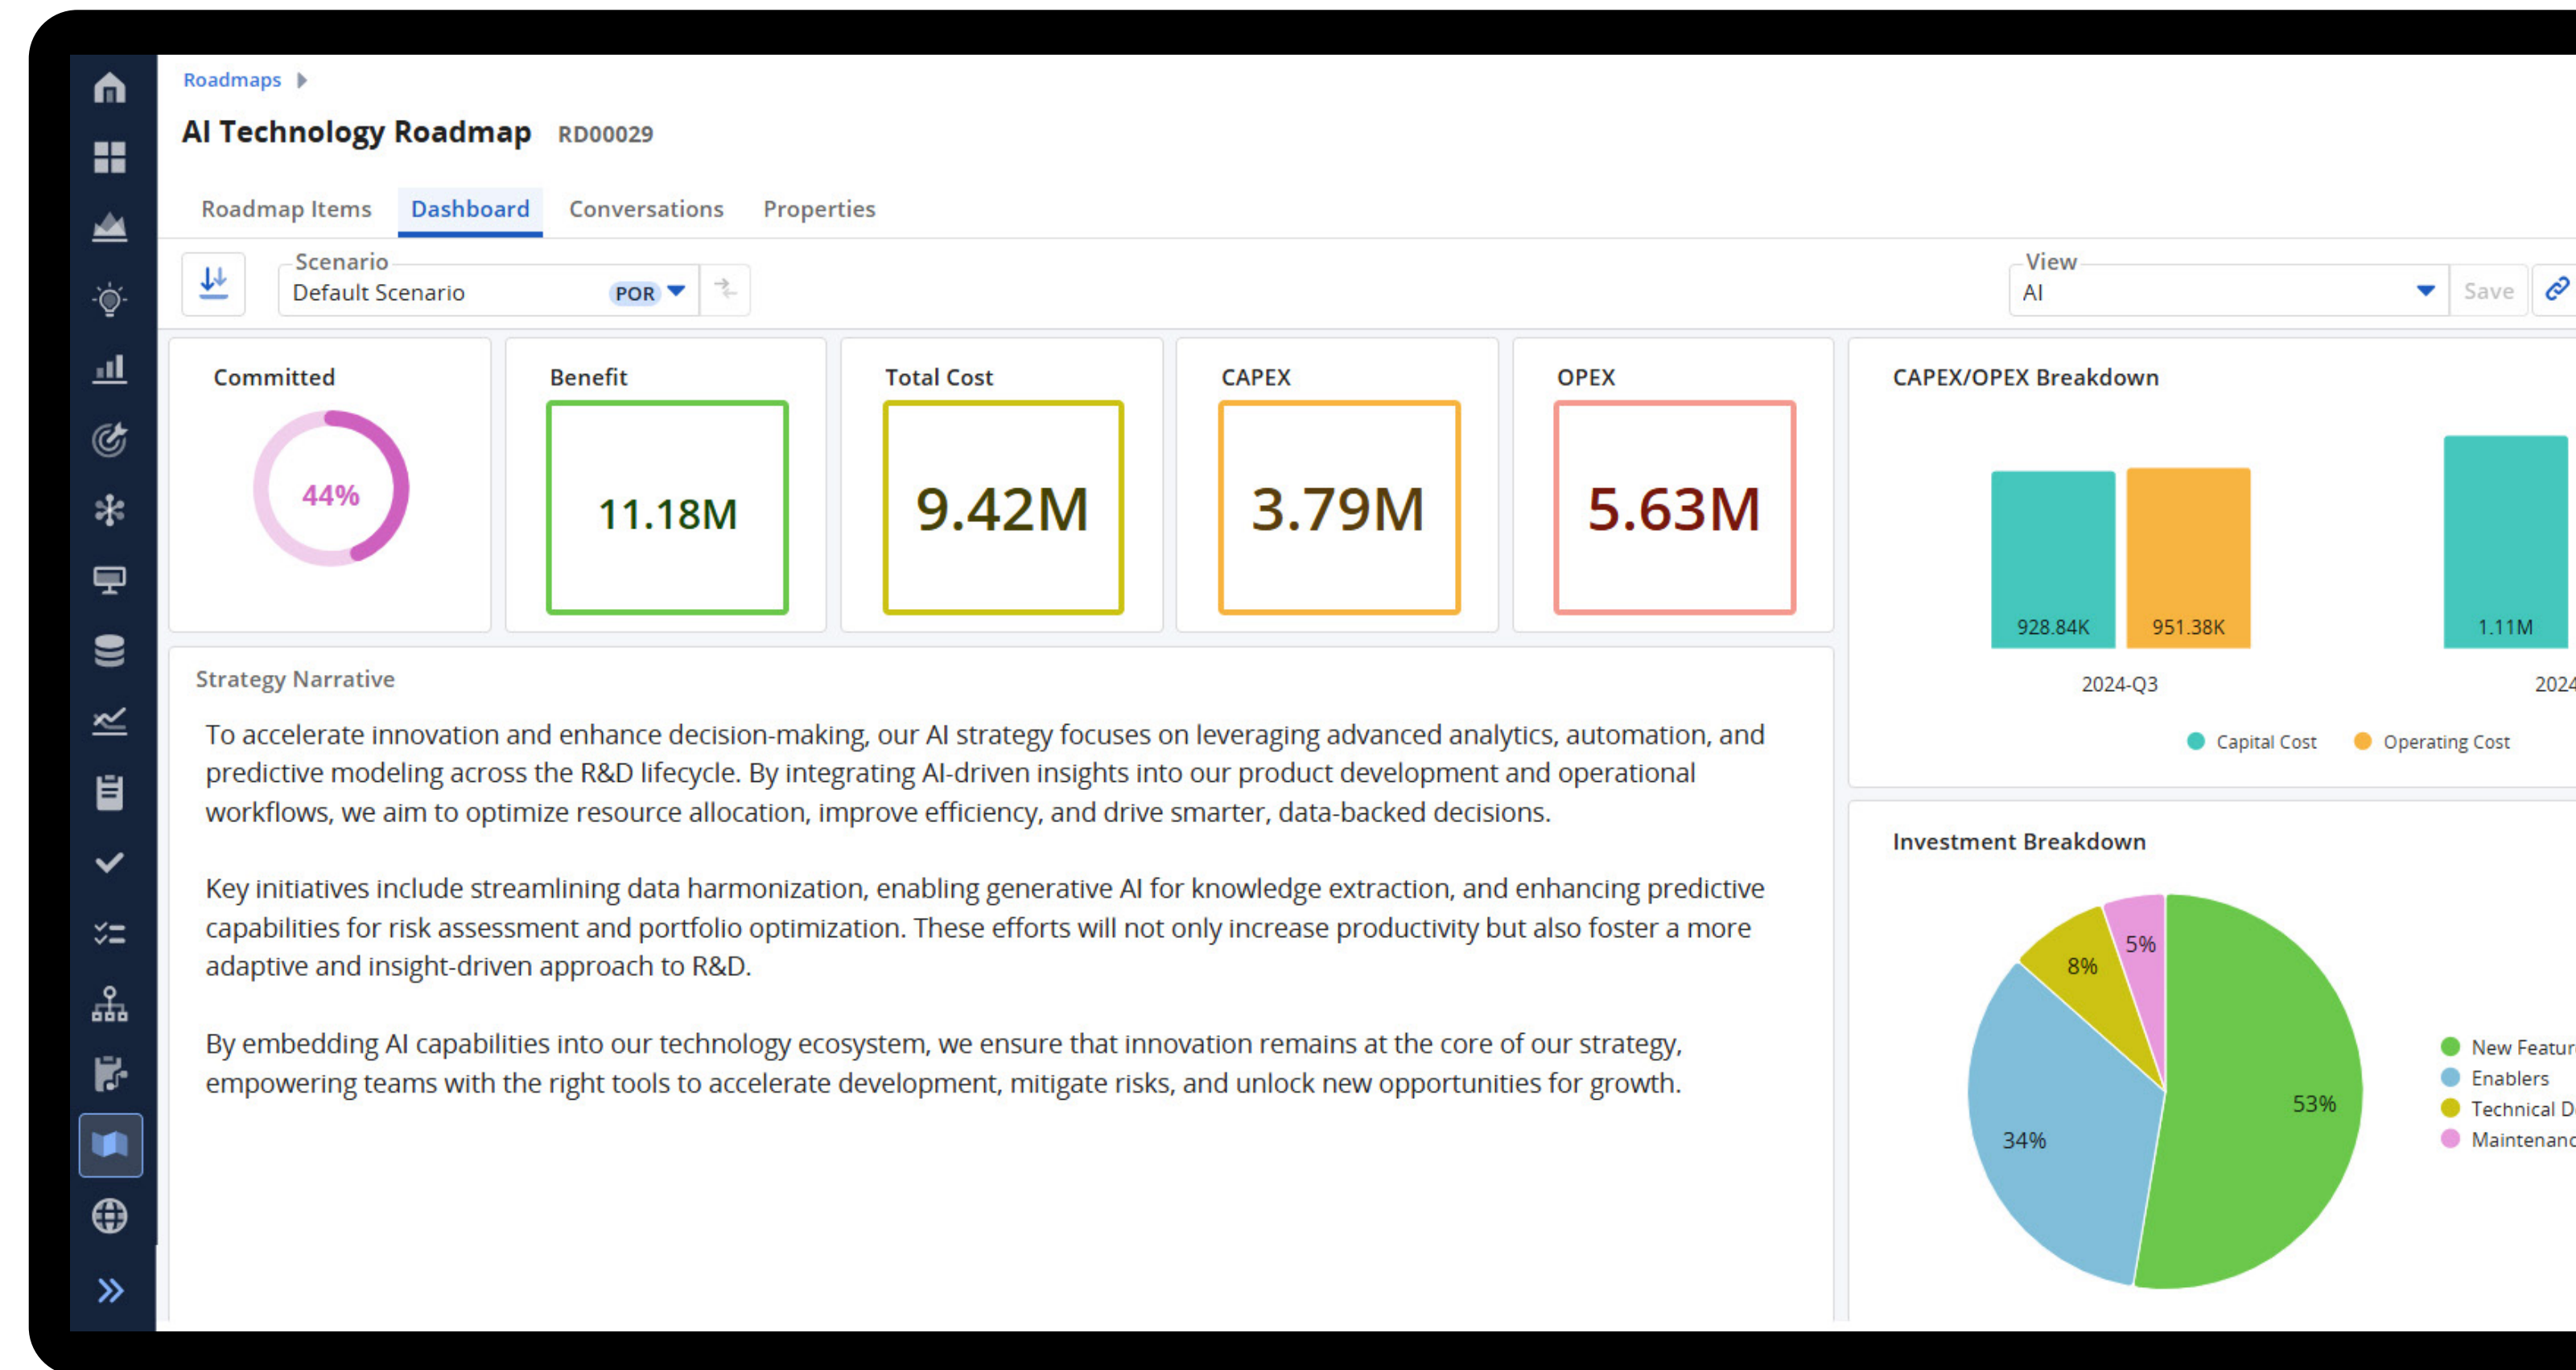 Roadmaps
AI Technology Roadmap RD00029
Roadmap Items Dashboard Conversations Properties
Scenario
Default Scenario POR
View
AI
Save
Committed
44%
Benefit
11.18M
Total Cost
9.42M
CAPEX
3.79M
OPEX
5.63M
CAPEX/OPEX Breakdown
928.84K 951.38K 1.11M
2024-Q3 2024
Capital Cost Operating Cost
Strategy Narrative
To accelerate innovation and enhance decision-making, our AI strategy focuses on leveraging advanced analytics, automation, and
predictive modeling across the R&D lifecycle. By integrating AI-driven insights into our product development and operational
workflows, we aim to optimize resource allocation, improve efficiency, and drive smarter, data-backed decisions.
Key initiatives include streamlining data harmonization, enabling generative AI for knowledge extraction, and enhancing predictive
capabilities for risk assessment and portfolio optimization. These efforts will not only increase productivity but also foster a more
adaptive and insight-driven approach to R&D.
By embedding AI capabilities into our technology ecosystem, we ensure that innovation remains at the core of our strategy,
empowering teams with the right tools to accelerate development, mitigate risks, and unlock new opportunities for growth.
Investment Breakdown
5%
8%
53%
34%
New
Enablers
Technical